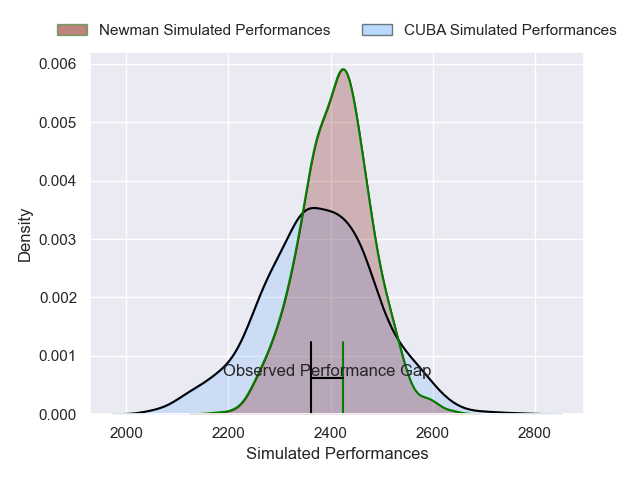 Newman Simulated Performances
CUBA Simulated Performances
0.006
0.005
0.004
0.003
0.002
0.001
0.000
Density
Observed Performance Gap
2000
2200
2400
2600
2800
Simulated Performances